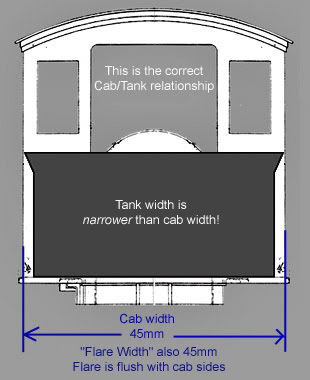 This is the correct
Cab/Tank relationship
Tank width is
narrower than cab width!
Cab width
45mm
"Flare Width" also 45mm
Flare is flush with cab sides